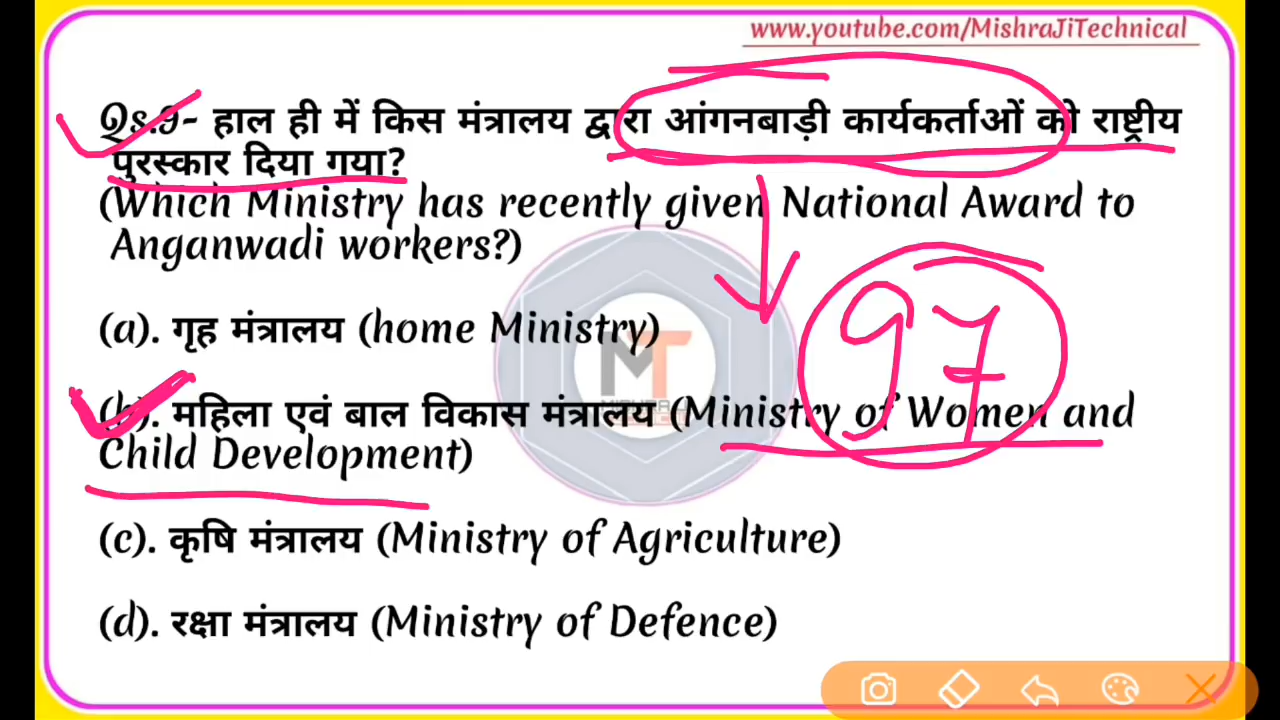 www.youtube.com/MishraJiTechnical
Qs.9- हाल ही में किस मंत्रालय द्वारा आंगनबाड़ी कार्यकर्ताओं को राष्ट्रीय
पुरस्कार दिया गया?
(Which Ministry has recently given National Award to
Anganwadi workers?)
(a). गृह मंत्रालय (home Ministry)
97
(b). महिला एवं बाल विकास मंत्रालय (Ministry of Women and
Child Development)
(c). कृषि मंत्रालय (Ministry of Agriculture)
(d). रक्षा मंत्रालय (Ministry of Defence)